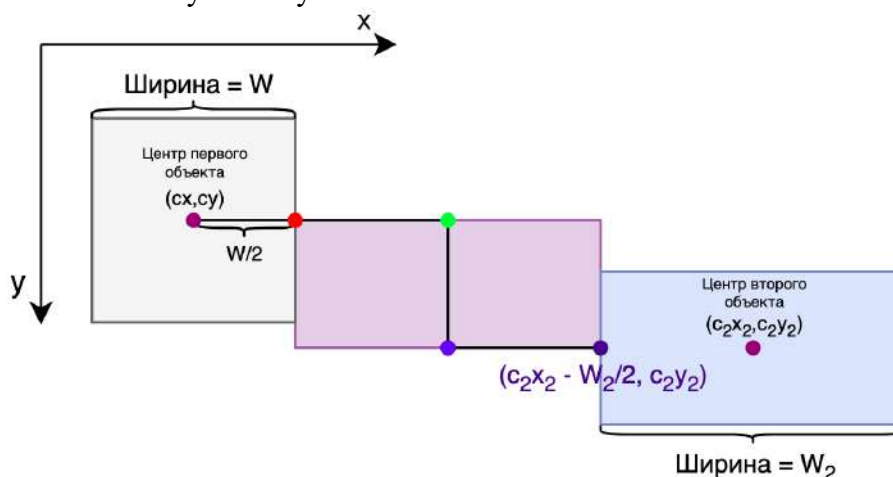 x
Ширина = W
Центр первого
объекта
(cx,cy)
W/2
y
Центр второго
объекта
(c₂x₂,c₂y₂)
(c₂x₂ - W₂/2, c₂y₂)
Ширина = W₂